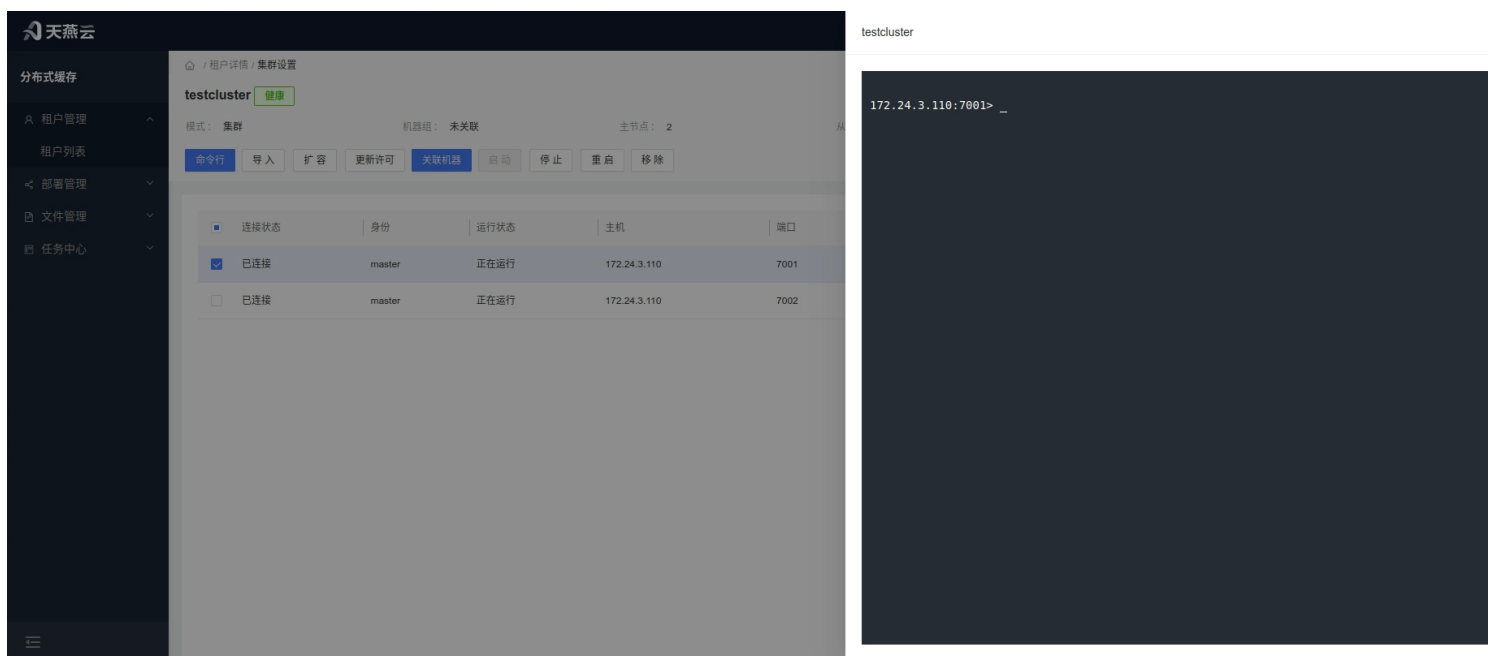 天燕云
testcluster
分布式缓存
租户管理
租户列表
部署管理
文件管理
任务中心
/ 租户详情 / 集群设置
testcluster 健康
模式： 集群 机器组： 未关联 主节点： 2 从
命令行 导入 扩容 更新许可 关联机器 启动 停止 重启 移除
连接状态 身份 运行状态 主机 端口
已连接 master 正在运行 172.24.3.110 7001
已连接 master 正在运行 172.24.3.110 7002
172.24.3.110:7001> _